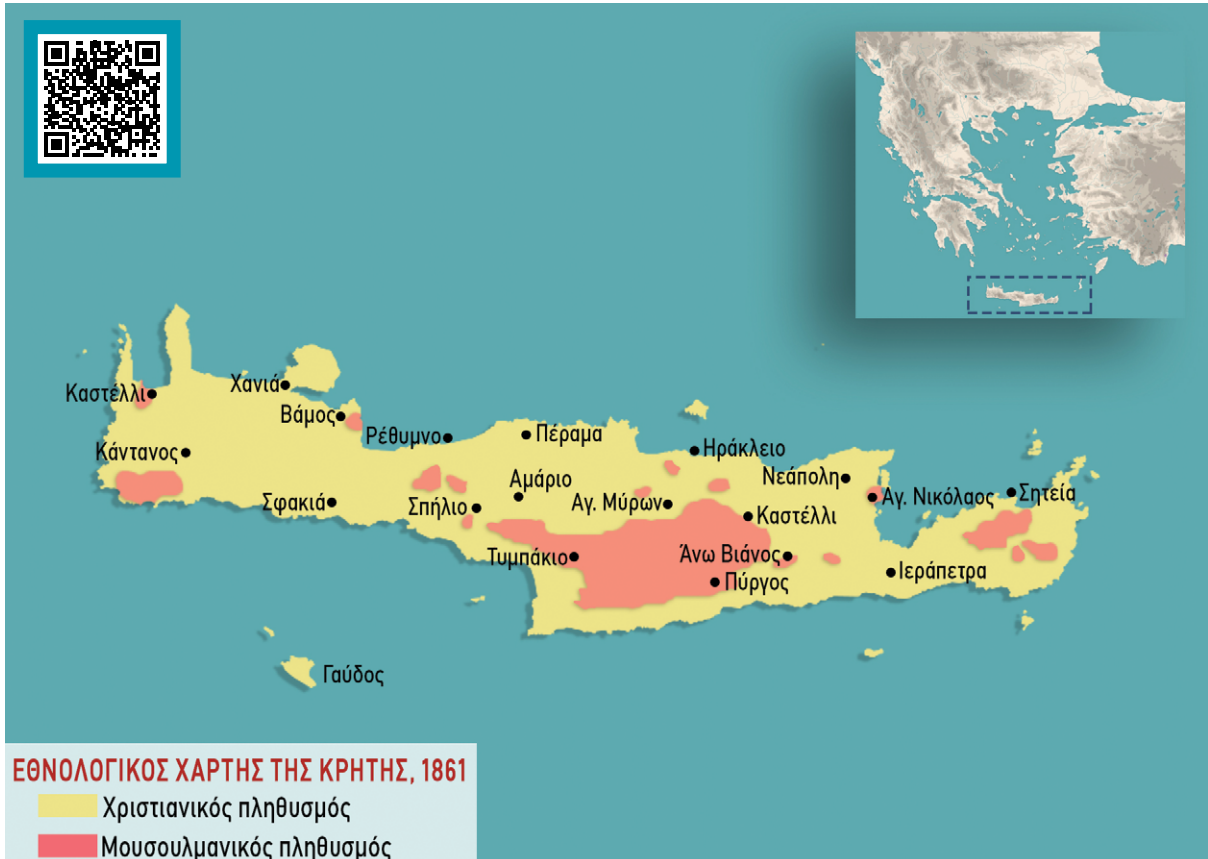 Καστέλλι
Χανιά
Βάμος
Ρέθυμνο
Πέραμα
Ηράκλειο
Κάντανος
Νεάπολη
Αμάριο
Αγ. Νικόλαος
Σητεία
Σφακιά
Σπήλιο
Αγ. Μύρων
Καστέλλι
Τυμπάκιο
Άνω Βιάνος
Πύργος
Ιεράπετρα
Γαύδος
ΕΘΝΟΛΟΓΙΚΟΣ ΧΑΡΤΗΣ ΤΗΣ ΚΡΗΤΗΣ, 1861
Χριστιανικός πληθυσμός
Μουσουλμανικός πληθυσμός